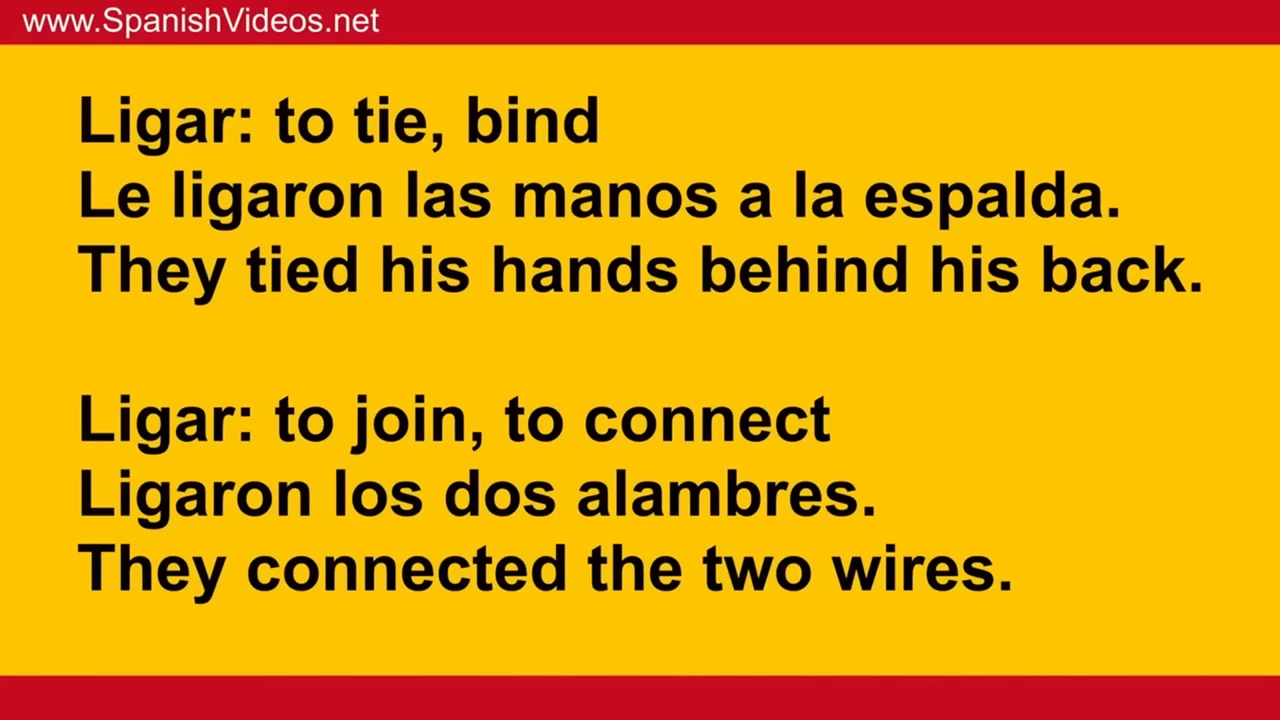 www.SpanishVideos.net
Ligar: to tie, bind
Le ligaron las manos a la espalda.
They tied his hands behind his back.
Ligar: to join, to connect
Ligaron los dos alambres.
They connected the two wires.